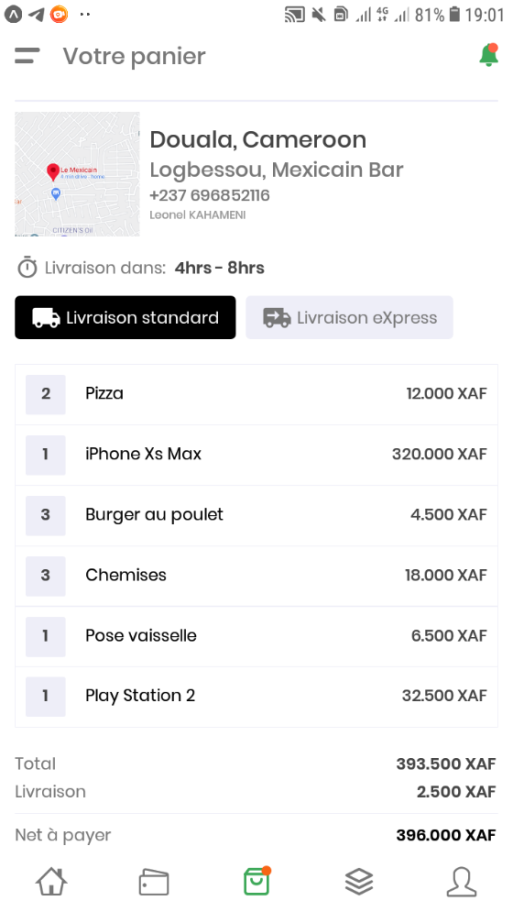 4G 81% 19:01
Votre panier
Le Mexicain
CITIZEN'S
Douala, Cameroon
Logbessou, Mexicain Bar
+237 696852116
Leonel KAHAMENI
Livraison dans: 4hrs - 8hrs
Livraison standard
Livraison eXpress
2 Pizza 12.000 XAF
1 iPhone Xs Max 320.000 XAF
3 Burger au poulet 4.500 XAF
3 Chemises 18.000 XAF
1 Pose vaisselle 6.500 XAF
1 Play Station 2 32.500 XAF
Total 393.500 XAF
Livraison 2.500 XAF
Net à payer 396.000 XAF